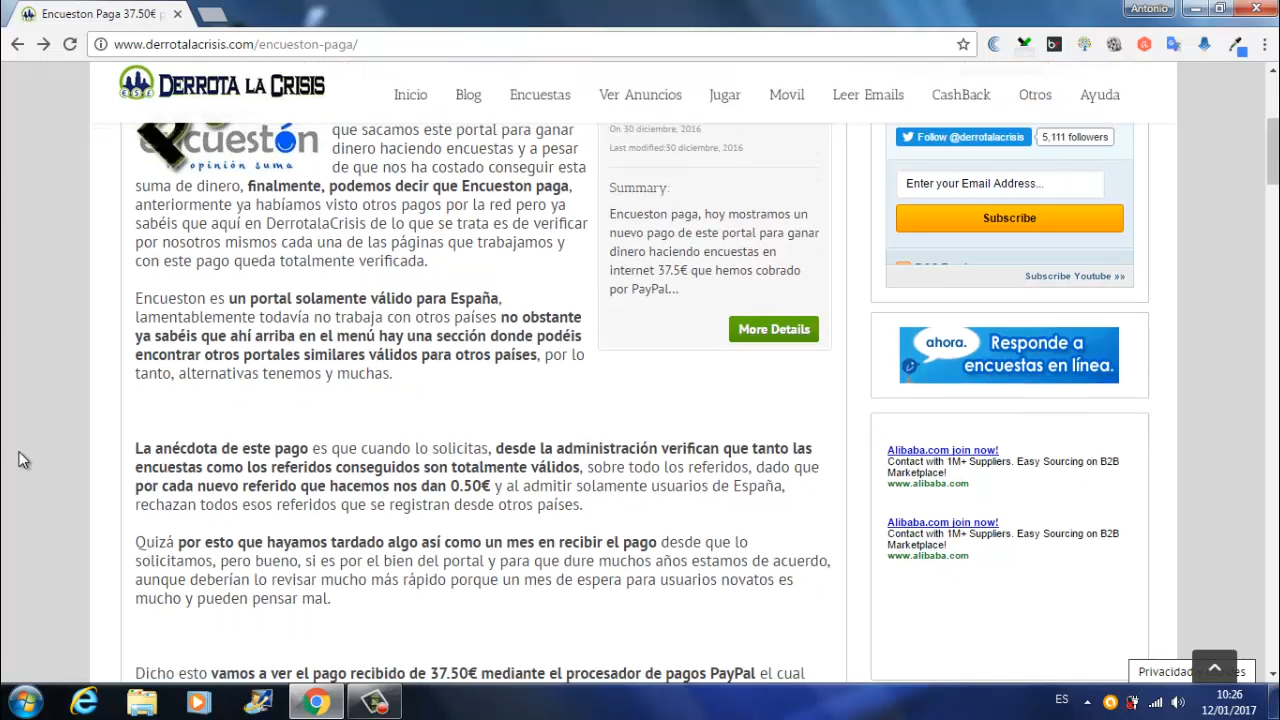 Encueston Paga 37.50€ p
Antonio
www.derrotalacrisis.com/encueston-paga/
DERROTA LA CRISIS
Inicio
Blog
Encuestas
Ver Anuncios
Jugar
Movil
Leer Emails
CashBack
Otros
Ayuda
encuestón
opinión suma
que sacamos este portal para ganar
dinero haciendo encuestas y a pesar
de que nos ha costado conseguir esta
suma de dinero, finalmente, podemos decir que Encueston paga,
anteriormente ya habíamos visto otros pagos por la red pero ya
sabéis que aquí en DerrotalaCrisis de lo que se trata es de verificar
por nosotros mismos cada una de las páginas que trabajamos y
con este pago queda totalmente verificada.
Encueston es un portal solamente válido para España,
lamentablemente todavía no trabaja con otros países no obstante
ya sabéis que ahí arriba en el menú hay una sección donde podéis
encontrar otros portales similares válidos para otros países, por lo
tanto, alternativas tenemos y muchas.
La anécdota de este pago es que cuando lo solicitas, desde la administración verifican que tanto las
encuestas como los referidos conseguidos son totalmente válidos, sobre todo los referidos, dado que
por cada nuevo referido que hacemos nos dan 0.50€ y al admitir solamente usuarios de España,
rechazan todos esos referidos que se registran desde otros países.
Quizá por esto que hayamos tardado algo así como un mes en recibir el pago desde que lo
solicitamos, pero bueno, si es por el bien del portal y para que dure muchos años estamos de acuerdo,
aunque deberían lo revisar mucho más rápido porque un mes de espera para usuarios novatos es
mucho y pueden pensar mal.
Dicho esto vamos a ver el pago recibido de 37.50€ mediante el procesador de pagos PayPal el cual
On 30 diciembre, 2016
Last modified:30 diciembre, 2016
Summary:
Encueston paga, hoy mostramos un
nuevo pago de este portal para ganar
dinero haciendo encuestas en
internet 37.5€ que hemos cobrado
por PayPal...
More Details
Follow @derrotalacrisis
5,111 followers
Enter your Email Address...
Subscribe
Subscribe Youtube »»
ahora.
Responde a
encuestas en línea.
Alibaba.com join now!
Contact with 1M+ Suppliers. Easy Sourcing on B2B
Marketplace!
www.alibaba.com
Alibaba.com join now!
Contact with 1M+ Suppliers. Easy Sourcing on B2B
Marketplace!
www.alibaba.com
Privacidad y cookies
ES
10:26
12/01/2017